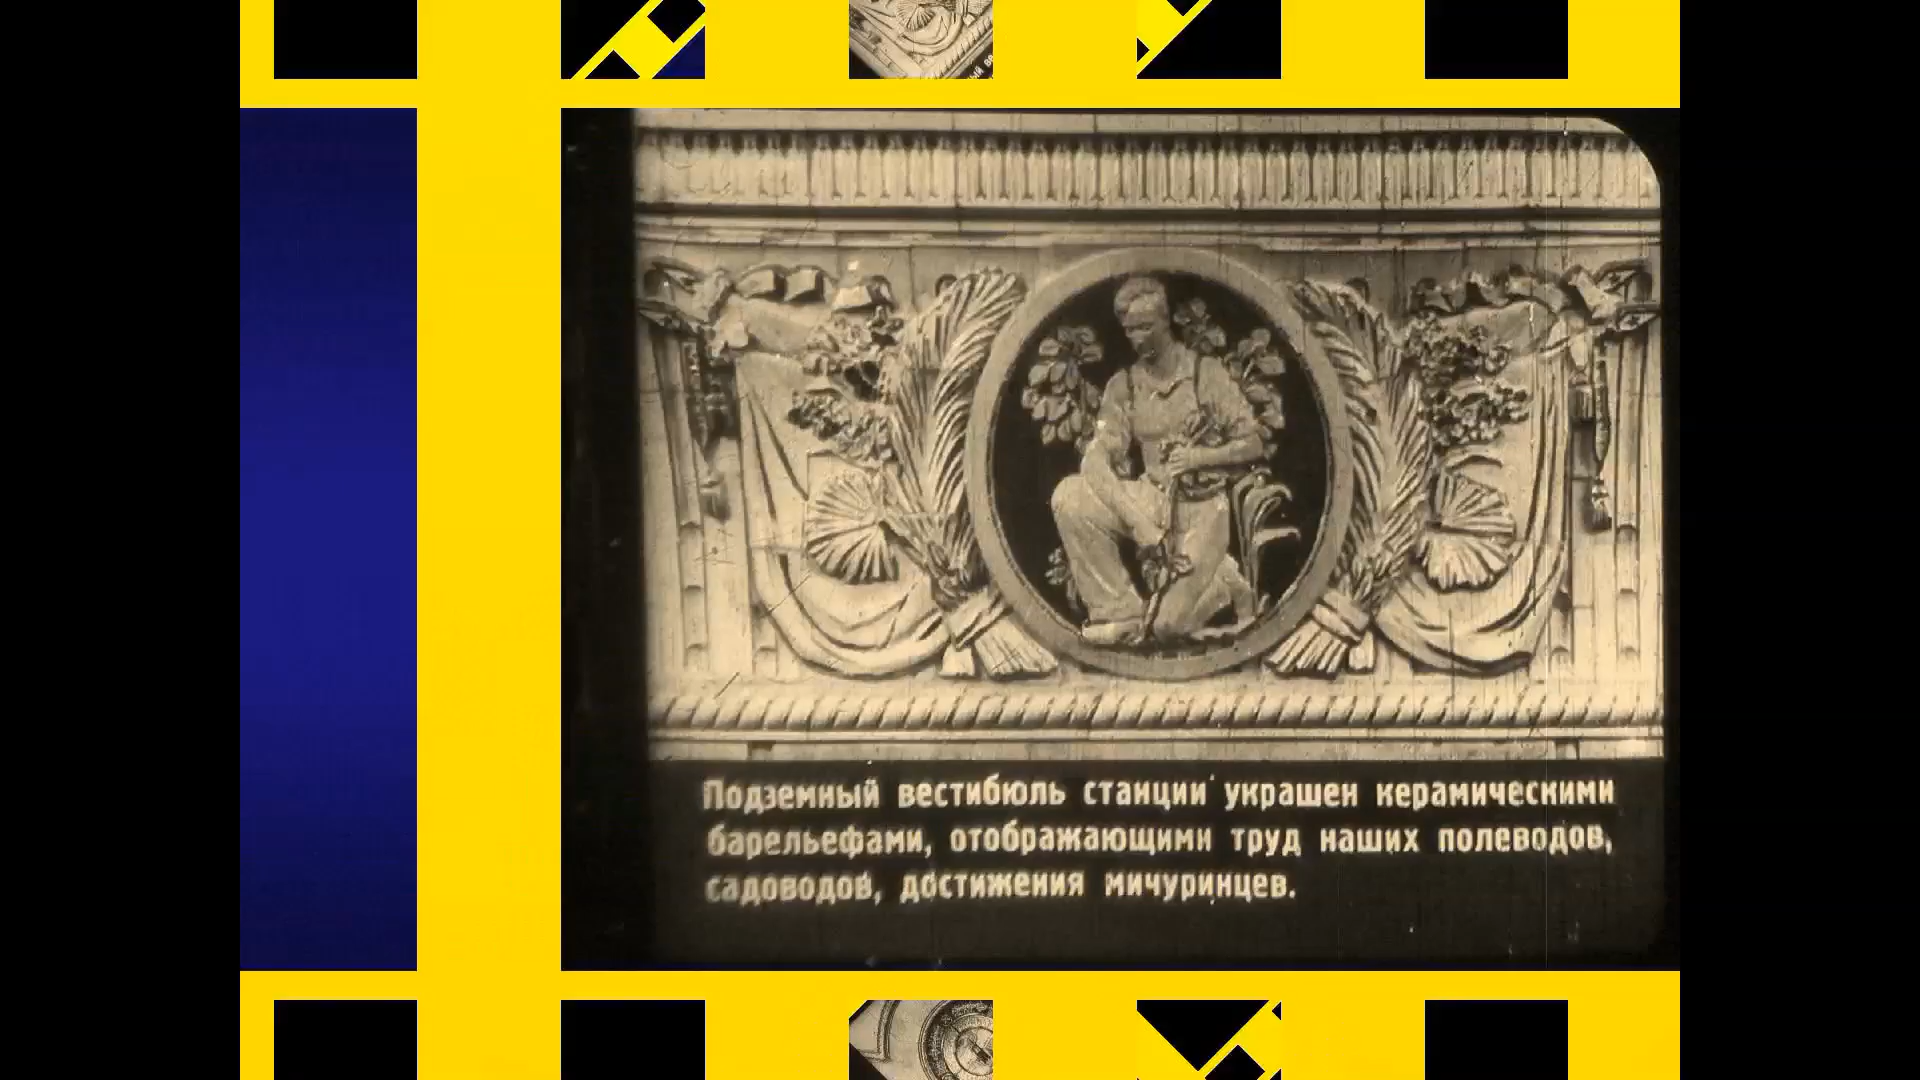 Подземный вестибюль станции украшен керамическими
барельефами, отображающими труд наших полеводов,
садоводов, достижения мичуринцев.